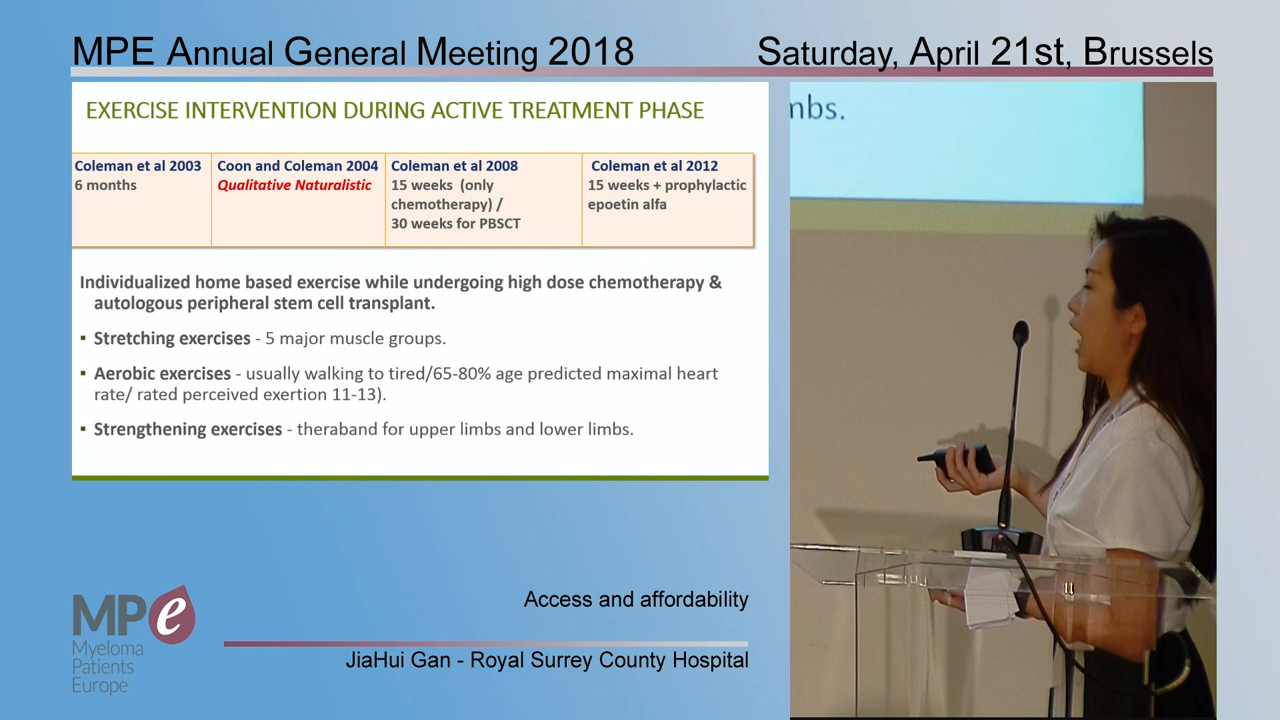 MPE Annual General Meeting 2018
Saturday, April 21st, Brussels
EXERCISE INTERVENTION DURING ACTIVE TREATMENT PHASE
Coleman et al 2003
6 months
Coon and Coleman 2004
Qualitative Naturalistic
Coleman et al 2008
15 weeks (only
chemotherapy) /
30 weeks for PBSCT
Coleman et al 2012
15 weeks + prophylactic
epoetin alfa
Individualized home based exercise while undergoing high dose chemotherapy &
autologous peripheral stem cell transplant.
▪ Stretching exercises - 5 major muscle groups.
▪ Aerobic exercises - usually walking to tired/65-80% age predicted maximal heart
rate/ rated perceived exertion 11-13).
▪ Strengthening exercises - theraband for upper limbs and lower limbs.
mbs.
MPe
Myeloma
Patients
Europe
Access and affordability
JiaHui Gan - Royal Surrey County Hospital